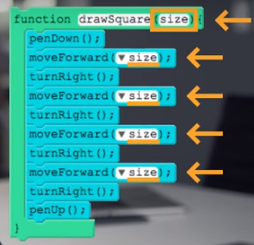 function drawSquare(size){
penDown();
moveForward(▼size);
turnRight();
moveForward(▼size);
turnRight();
moveForward(▼size);
turnRight();
moveForward(▼size);
turnRight();
penUp();
}